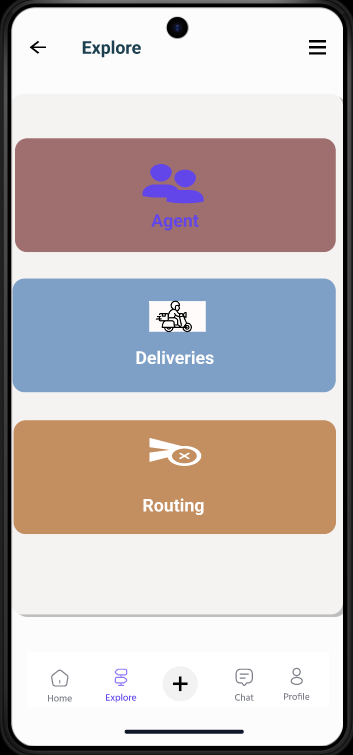 Explore
Agent
Deliveries
Routing
Home
Explore
Chat
Profile